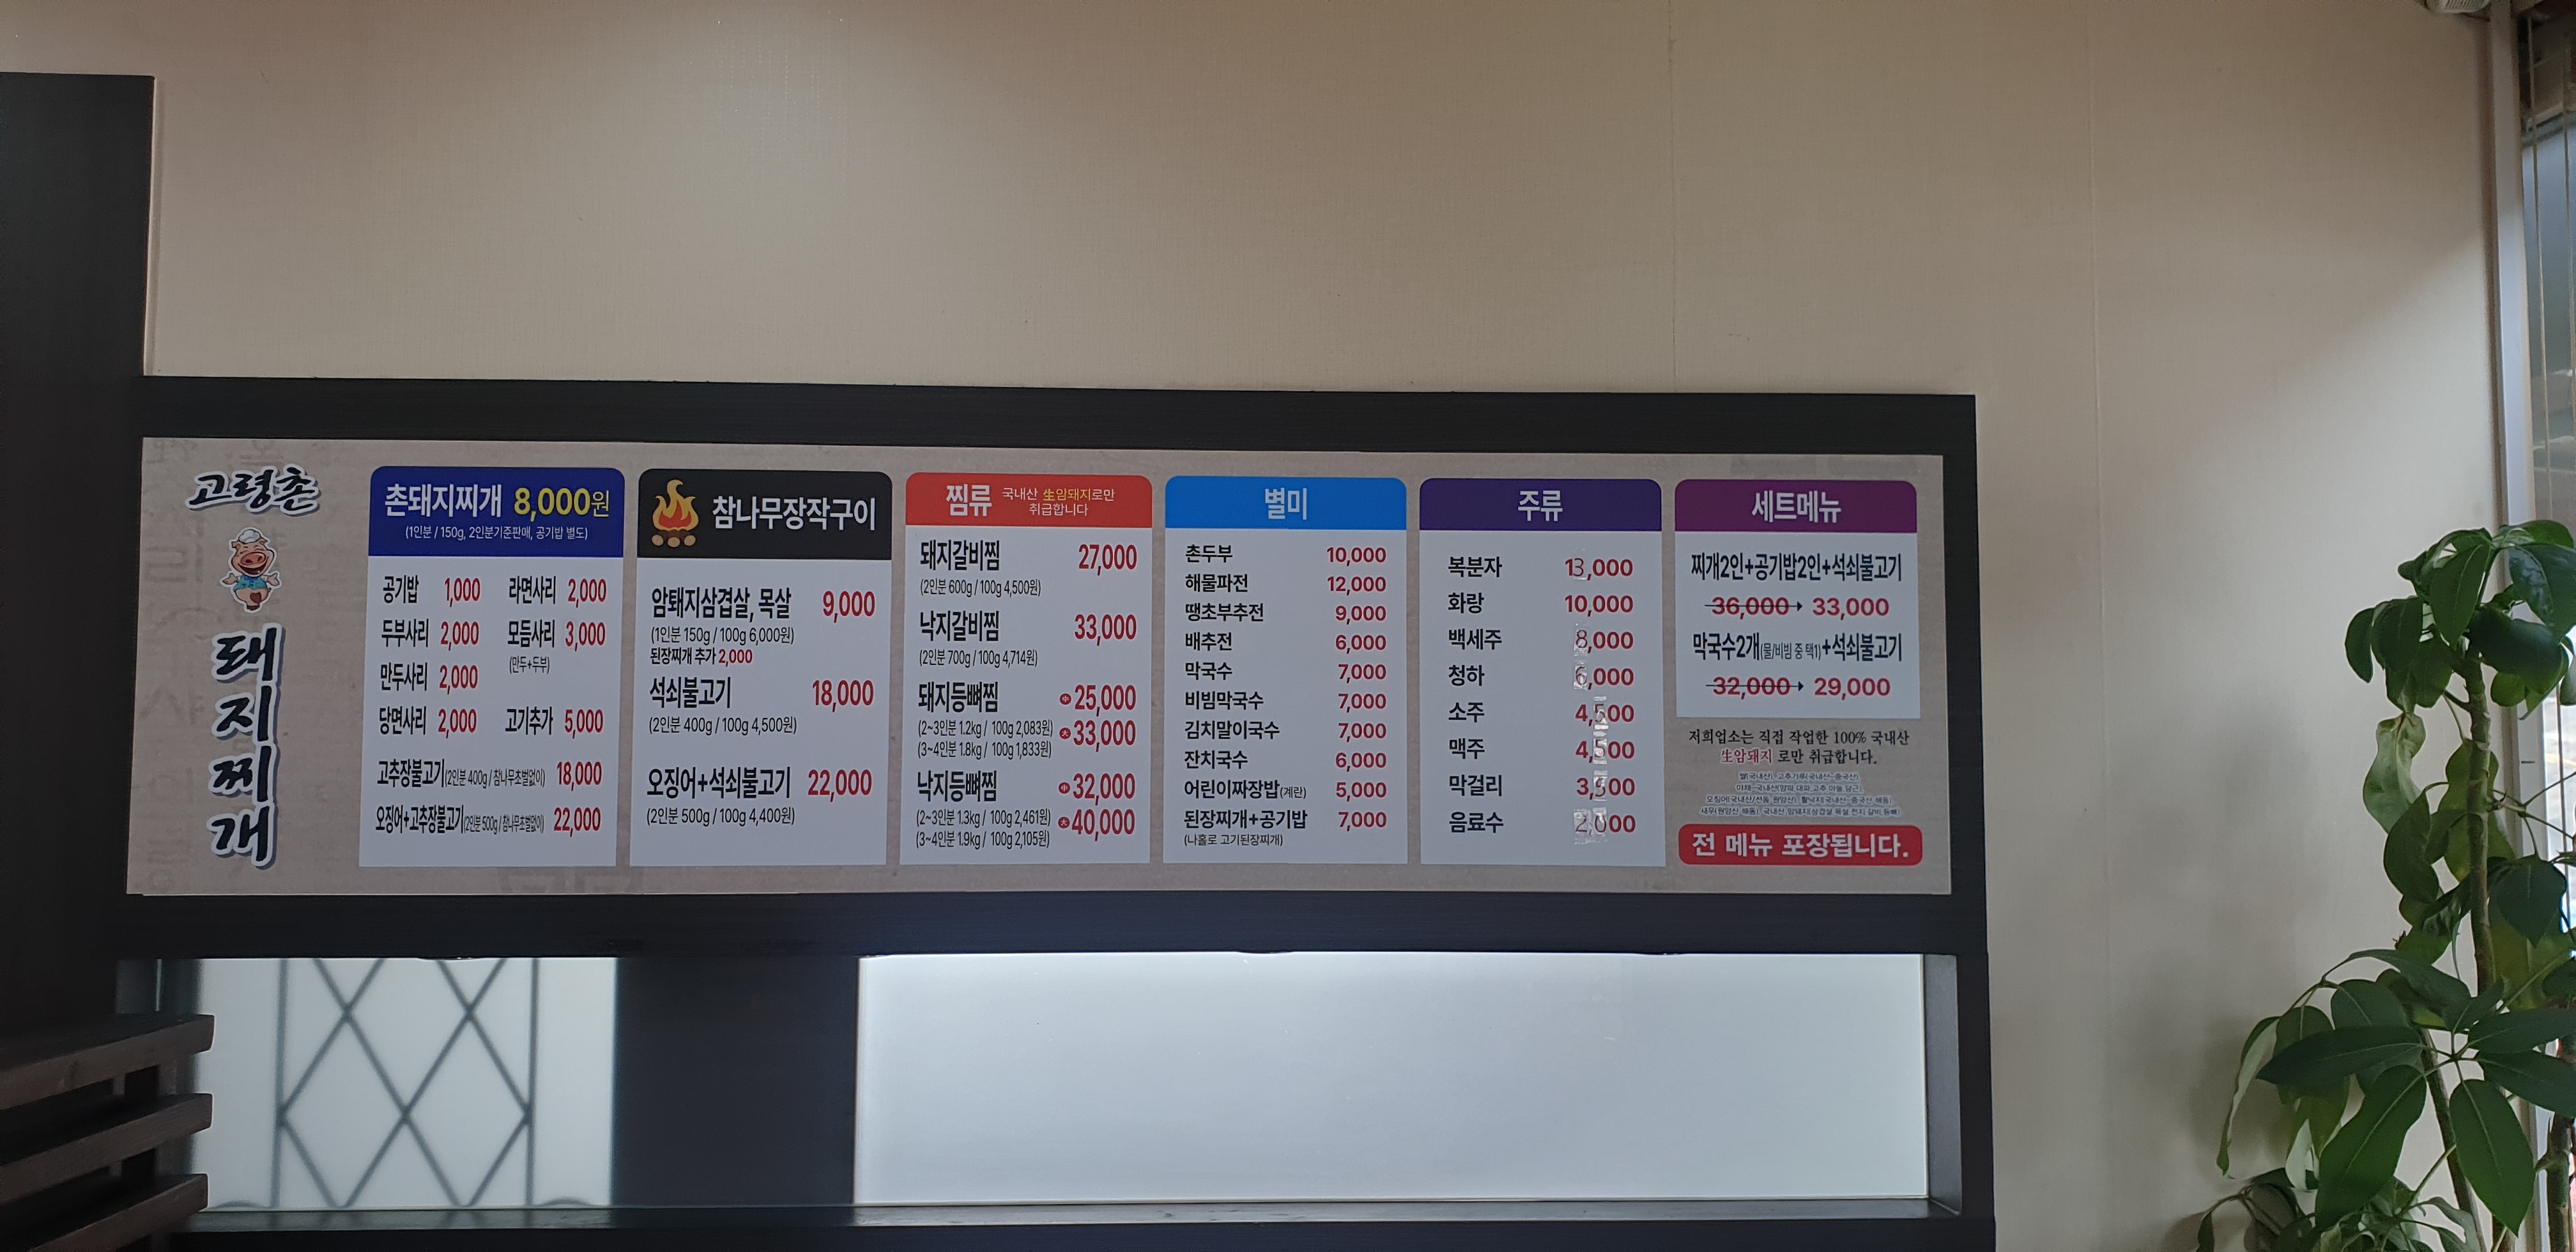 고령촌
돼지찌개
촌돼지찌개 8,000원
(1인분 / 150g, 2인분기준판매, 공기밥 별도)
공기밥 1,000 라면사리 2,000
두부사리 2,000 모듬사리 3,000
(만두+두부)
만두사리 2,000
당면사리 2,000 고기추가 5,000
고추장불고기(2인분 400g / 참나무초벌없이) 18,000
오징어+고추장불고기(2인분 500g / 참나무초벌없이) 22,000
참나무장작구이
암돼지삼겹살, 목살 9,000
(1인분 150g / 100g 6,000원)
된장찌개 추가 2,000
석쇠불고기 18,000
(2인분 400g / 100g 4,500원)
오징어+석쇠불고기 22,000
(2인분 500g / 100g 4,400원)
찜류 국내산 生암돼지로만
취급합니다
돼지갈비찜 27,000
(2인분 600g / 100g 4,500원)
낙지갈비찜 33,000
(2인분 700g / 100g 4,714원)
돼지등뼈찜 中 25,000
(2~3인분 1.2kg / 100g 2,083원) 大 33,000
(3~4인분 1.8kg / 100g 1,833원)
낙지등뼈찜 中 32,000
(2~3인분 1.3kg / 100g 2,461원) 大 40,000
(3~4인분 1.9kg / 100g 2,105원)
별미
촌두부 10,000
해물파전 12,000
땡초부추전 9,000
배추전 6,000
막국수 7,000
비빔막국수 7,000
김치말이국수 7,000
잔치국수 6,000
어린이짜장밥(계란) 5,000
된장찌개+공기밥 7,000
(나홀로 고기된장찌개)
주류
복분자 13,000
화랑 10,000
백세주 8,000
청하 6,000
소주 4,500
맥주 4,500
막걸리 3,500
음료수 2,000
세트메뉴
찌개2인+공기밥2인+석쇠불고기
36,000 → 33,000
막국수2개(물/비빔 중 택1)+석쇠불고기
32,000 → 29,000
저희업소는 직접 작업한 100% 국내산
生암돼지 로만 취급합니다.
전 메뉴 포장됩니다.